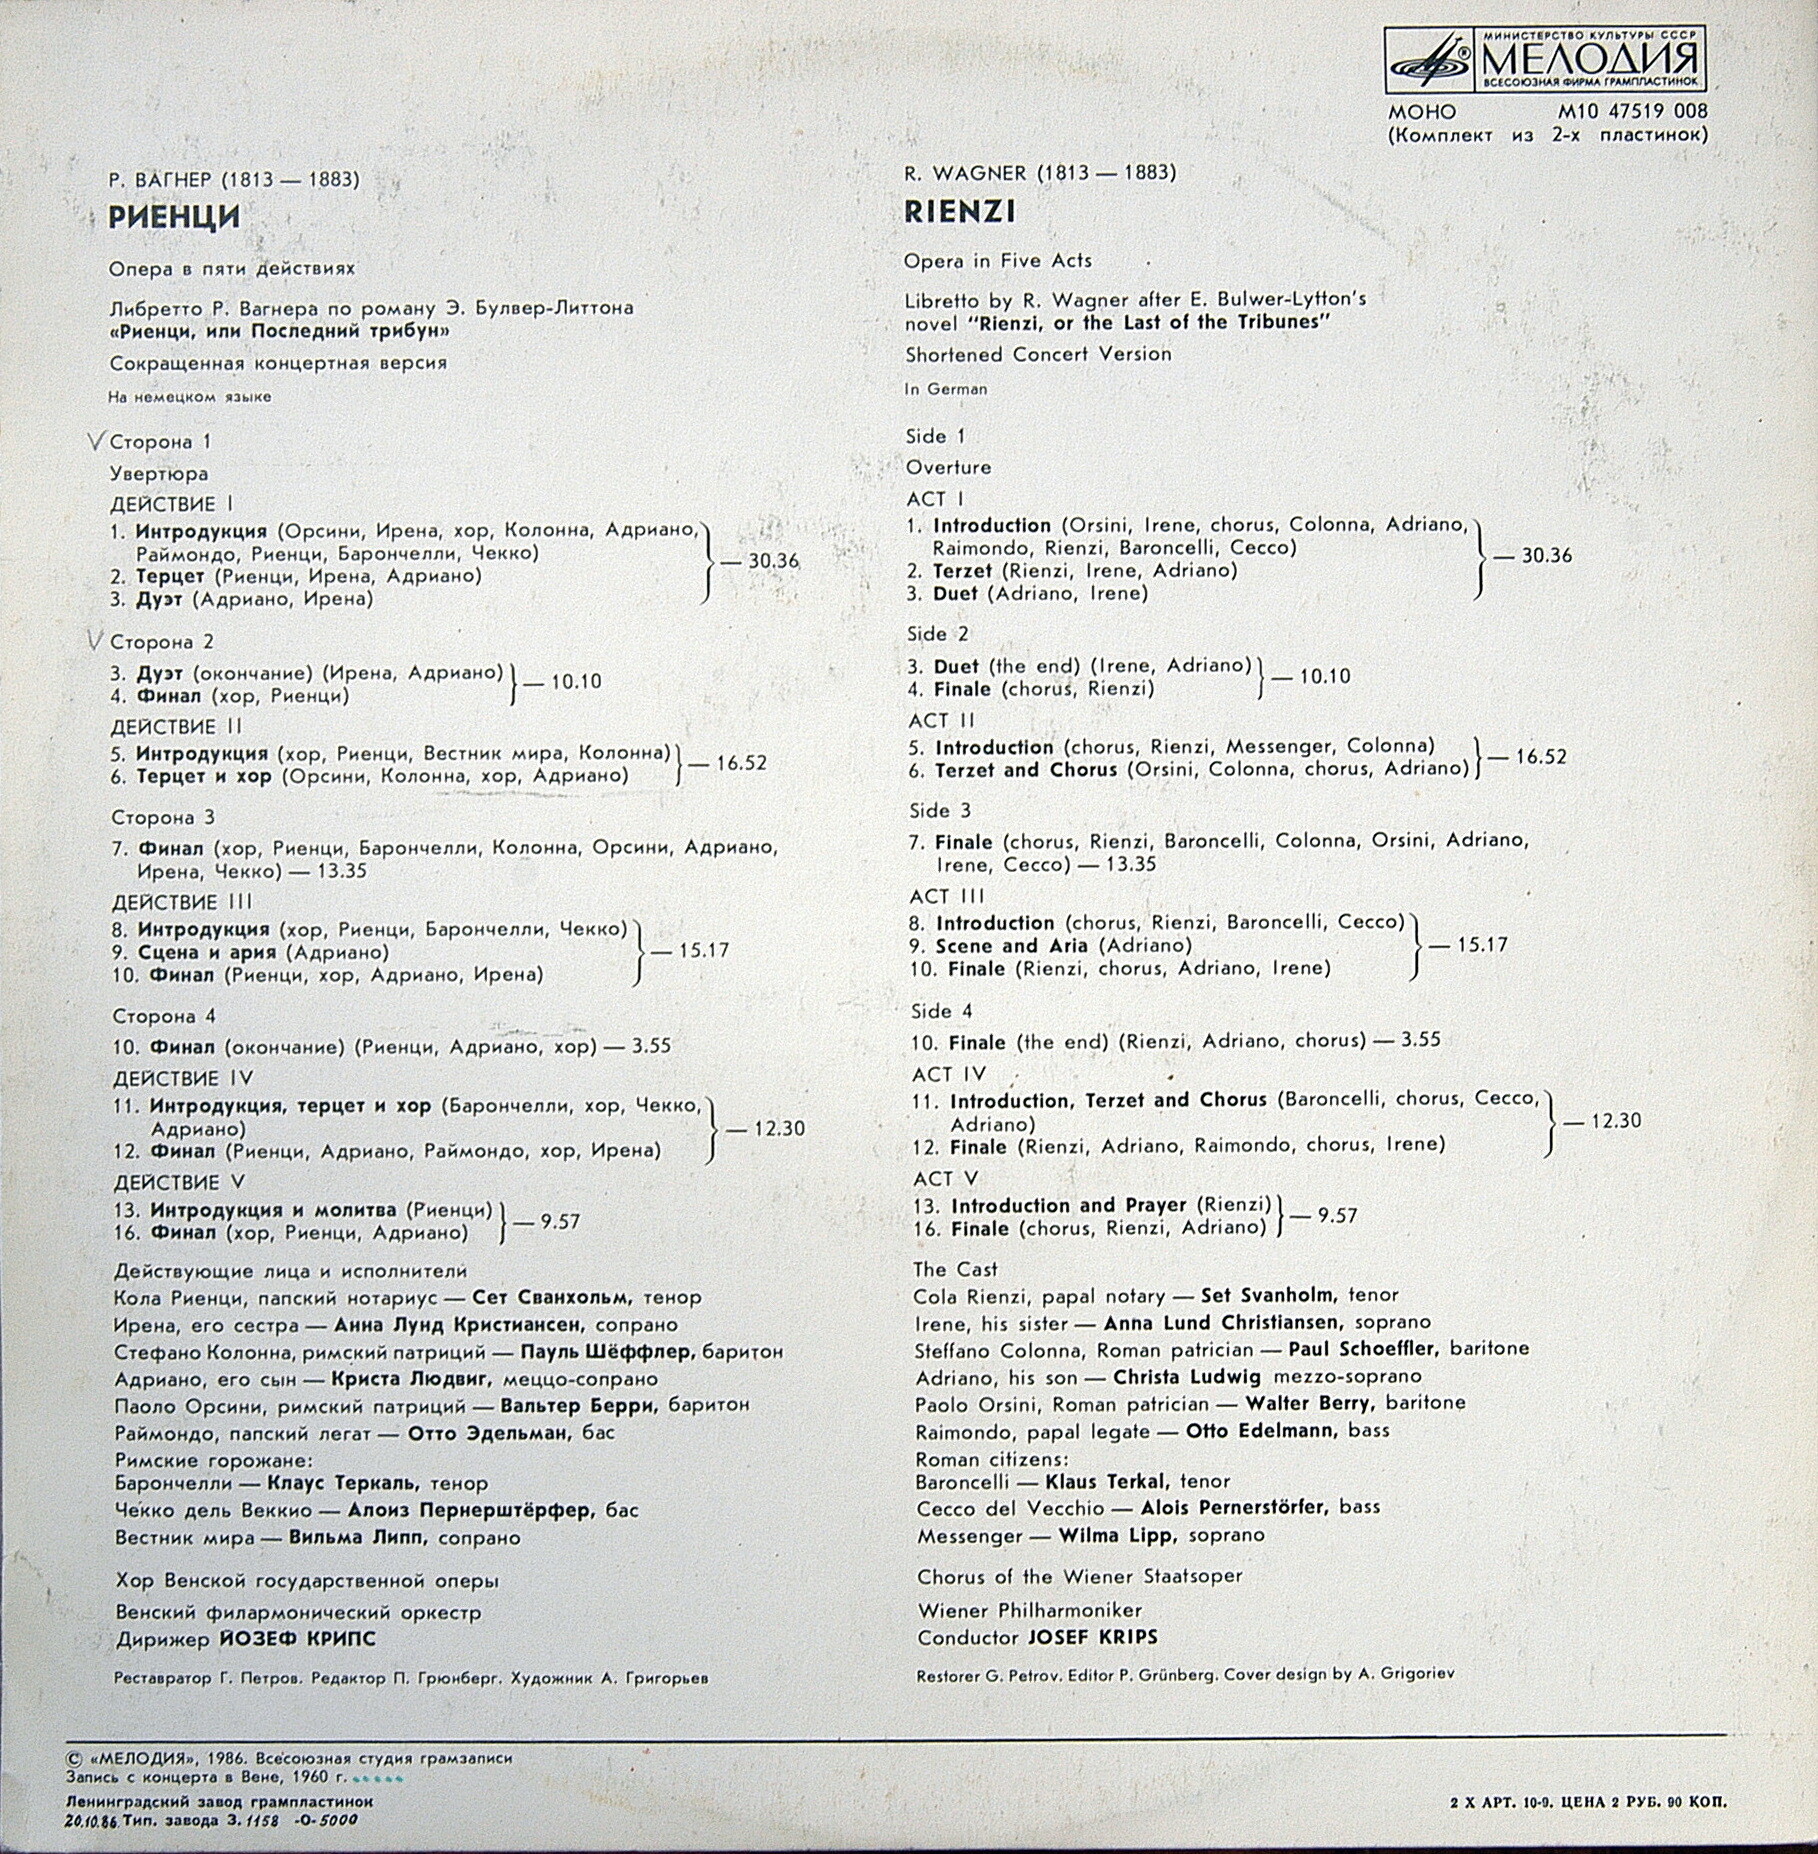 МИНИСТЕРСТВО КУЛЬТУРЫ СССР
МЕЛОДИЯ
ВСЕСОЮЗНАЯ ФИРМА ГРАМПЛАСТИНОК
МОНО М10 47519 008
(Комплект из 2-х пластинок)
Р. ВАГНЕР (1813 — 1883)
РИЕНЦИ
Опера в пяти действиях
Либретто Р. Вагнера по роману Э. Булвер-Литтона
«Риенци, или Последний трибун»
Сокращенная концертная версия
На немецком языке
Сторона 1
Увертюра
ДЕЙСТВИЕ I
1. Интродукция (Орсини, Ирена, хор, Колонна, Адриано,
Раймондо, Риенци, Барончелли, Чекко)
2. Терцет (Риенци, Ирена, Адриано)
3. Дуэт (Адриано, Ирена)
— 30.36
Сторона 2
3. Дуэт (окончание) (Ирена, Адриано)
4. Финал (хор, Риенци)
— 10.10
ДЕЙСТВИЕ II
5. Интродукция (хор, Риенци, Вестник мира, Колонна)
6. Терцет и хор (Орсини, Колонна, хор, Адриано)
— 16.52
Сторона 3
7. Финал (хор, Риенци, Барончелли, Колонна, Орсини, Адриано,
Ирена, Чекко) — 13.35
ДЕЙСТВИЕ III
8. Интродукция (хор, Риенци, Барончелли, Чекко)
9. Сцена и ария (Адриано)
10. Финал (Риенци, хор, Адриано, Ирена)
— 15.17
Сторона 4
10. Финал (окончание) (Риенци, Адриано, хор) — 3.55
ДЕЙСТВИЕ IV
11. Интродукция, терцет и хор (Барончелли, хор, Чекко,
Адриано)
12. Финал (Риенци, Адриано, Раймондо, хор, Ирена)
— 12.30
ДЕЙСТВИЕ V
13. Интродукция и молитва (Риенци)
16. Финал (хор, Риенци, Адриано)
— 9.57
Действующие лица и исполнители
Кола Риенци, папский нотариус — Сет Сванхольм, тенор
Ирена, его сестра — Анна Лунд Кристиансен, сопрано
Стефано Колонна, римский патриций — Пауль Шёффлер, баритон
Адриано, его сын — Криста Людвиг, меццо-сопрано
Паоло Орсини, римский патриций — Вальтер Берри, баритон
Раймондо, папский легат — Отто Эдельман, бас
Римские горожане:
Барончелли — Клаус Теркаль, тенор
Чекко дель Веккио — Алоиз Пернерштёрфер, бас
Вестник мира — Вильма Липп, сопрано
Хор Венской государственной оперы
Венский филармонический оркестр
Дирижер ЙОЗЕФ КРИПС
Реставратор Г. Петров. Редактор П. Грюнберг. Художник А. Григорьев
R. WAGNER (1813 — 1883)
RIENZI
Opera in Five Acts
Libretto by R. Wagner after E. Bulwer-Lytton's
novel "Rienzi, or the Last of the Tribunes"
Shortened Concert Version
In German
Side 1
Overture
ACT I
1. Introduction (Orsini, Irene, chorus, Colonna, Adriano,
Raimondo, Rienzi, Baroncelli, Cecco)
2. Terzet (Rienzi, Irene, Adriano)
3. Duet (Adriano, Irene)
— 30.36
Side 2
3. Duet (the end) (Irene, Adriano)
4. Finale (chorus, Rienzi)
— 10.10
ACT II
5. Introduction (chorus, Rienzi, Messenger, Colonna)
6. Terzet and Chorus (Orsini, Colonna, chorus, Adriano)
— 16.52
Side 3
7. Finale (chorus, Rienzi, Baroncelli, Colonna, Orsini, Adriano,
Irene, Cecco) — 13.35
ACT III
8. Introduction (chorus, Rienzi, Baroncelli, Cecco)
9. Scene and Aria (Adriano)
10. Finale (Rienzi, chorus, Adriano, Irene)
— 15.17
Side 4
10. Finale (the end) (Rienzi, Adriano, chorus) — 3.55
ACT IV
11. Introduction, Terzet and Chorus (Baroncelli, chorus, Cecco,
Adriano)
12. Finale (Rienzi, Adriano, Raimondo, chorus, Irene)
— 12.30
ACT V
13. Introduction and Prayer (Rienzi)
16. Finale (chorus, Rienzi, Adriano)
— 9.57
The Cast
Cola Rienzi, papal notary — Set Svanholm, tenor
Irene, his sister — Anna Lund Christiansen, soprano
Steffano Colonna, Roman patrician — Paul Schoeffler, baritone
Adriano, his son — Christa Ludwig mezzo-soprano
Paolo Orsini, Roman patrician — Walter Berry, baritone
Raimondo, papal legate — Otto Edelmann, bass
Roman citizens:
Baroncelli — Klaus Terkal, tenor
Cecco del Vecchio — Alois Pernerstörfer, bass
Messenger — Wilma Lipp, soprano
Chorus of the Wiener Staatsoper
Wiener Philharmoniker
Conductor JOSEF KRIPS
Restorer G. Petrov. Editor P. Grünberg. Cover design by A. Grigoriev
© «МЕЛОДИЯ», 1986. Всесоюзная студия грамзаписи
Запись с концерта в Вене, 1960 г.
Ленинградский завод грампластинок
20.10.86 Тип. завода З. 1158 -О-5000
2 X АРТ. 10-9. ЦЕНА 2 РУБ. 90 КОП.